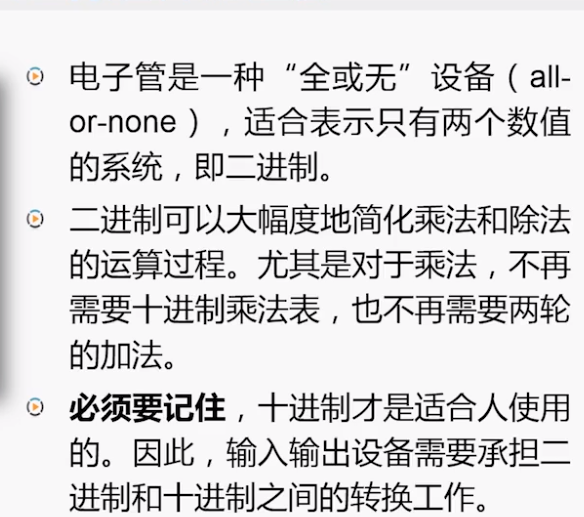 电子管是一种“全或无”设备（all-
or-none），适合表示只有两个数值
的系统，即二进制。
二进制可以大幅度地简化乘法和除法
的运算过程。尤其是对于乘法，不再
需要十进制乘法表，也不再需要两轮
的加法。
必须要记住，十进制才是适合人使用
的。因此，输入输出设备需要承担二
进制和十进制之间的转换工作。